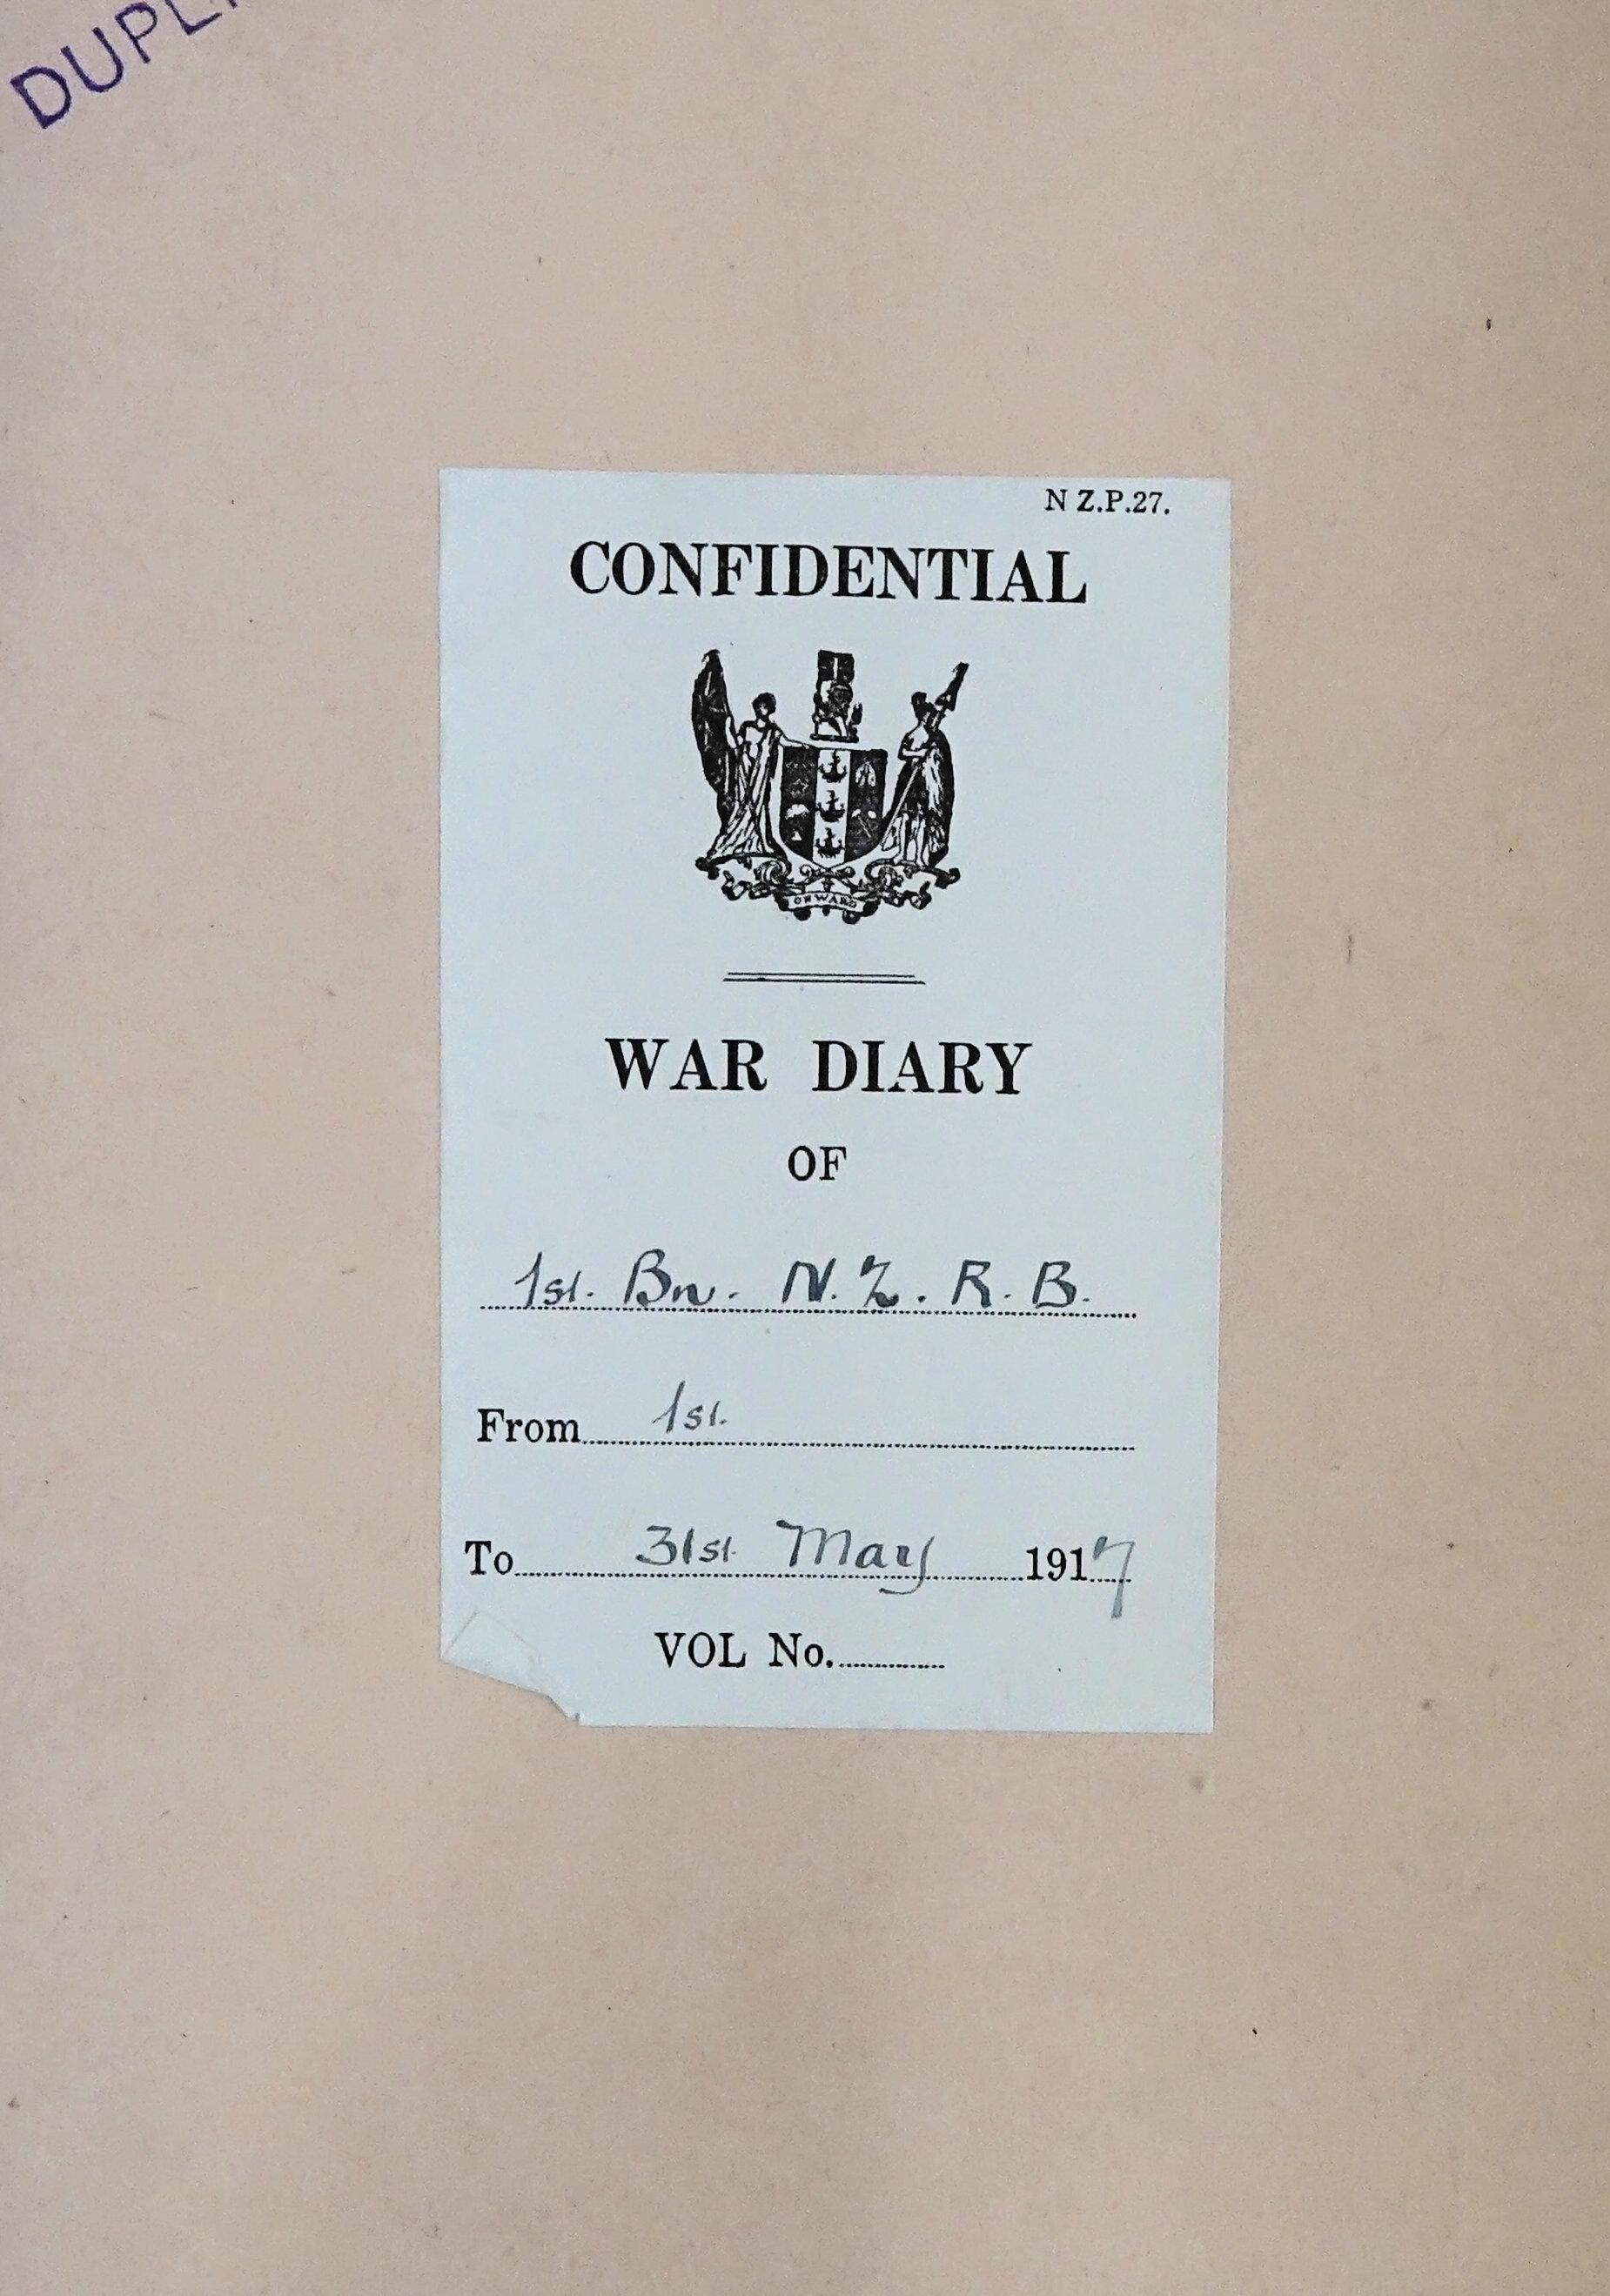 DUPL
N Z.P.27.
CONFIDENTIAL
ONWARD
WAR DIARY
OF
1st. Bn. N.Z.R.B.
From 1st.
To 31st May 1917
VOL No.